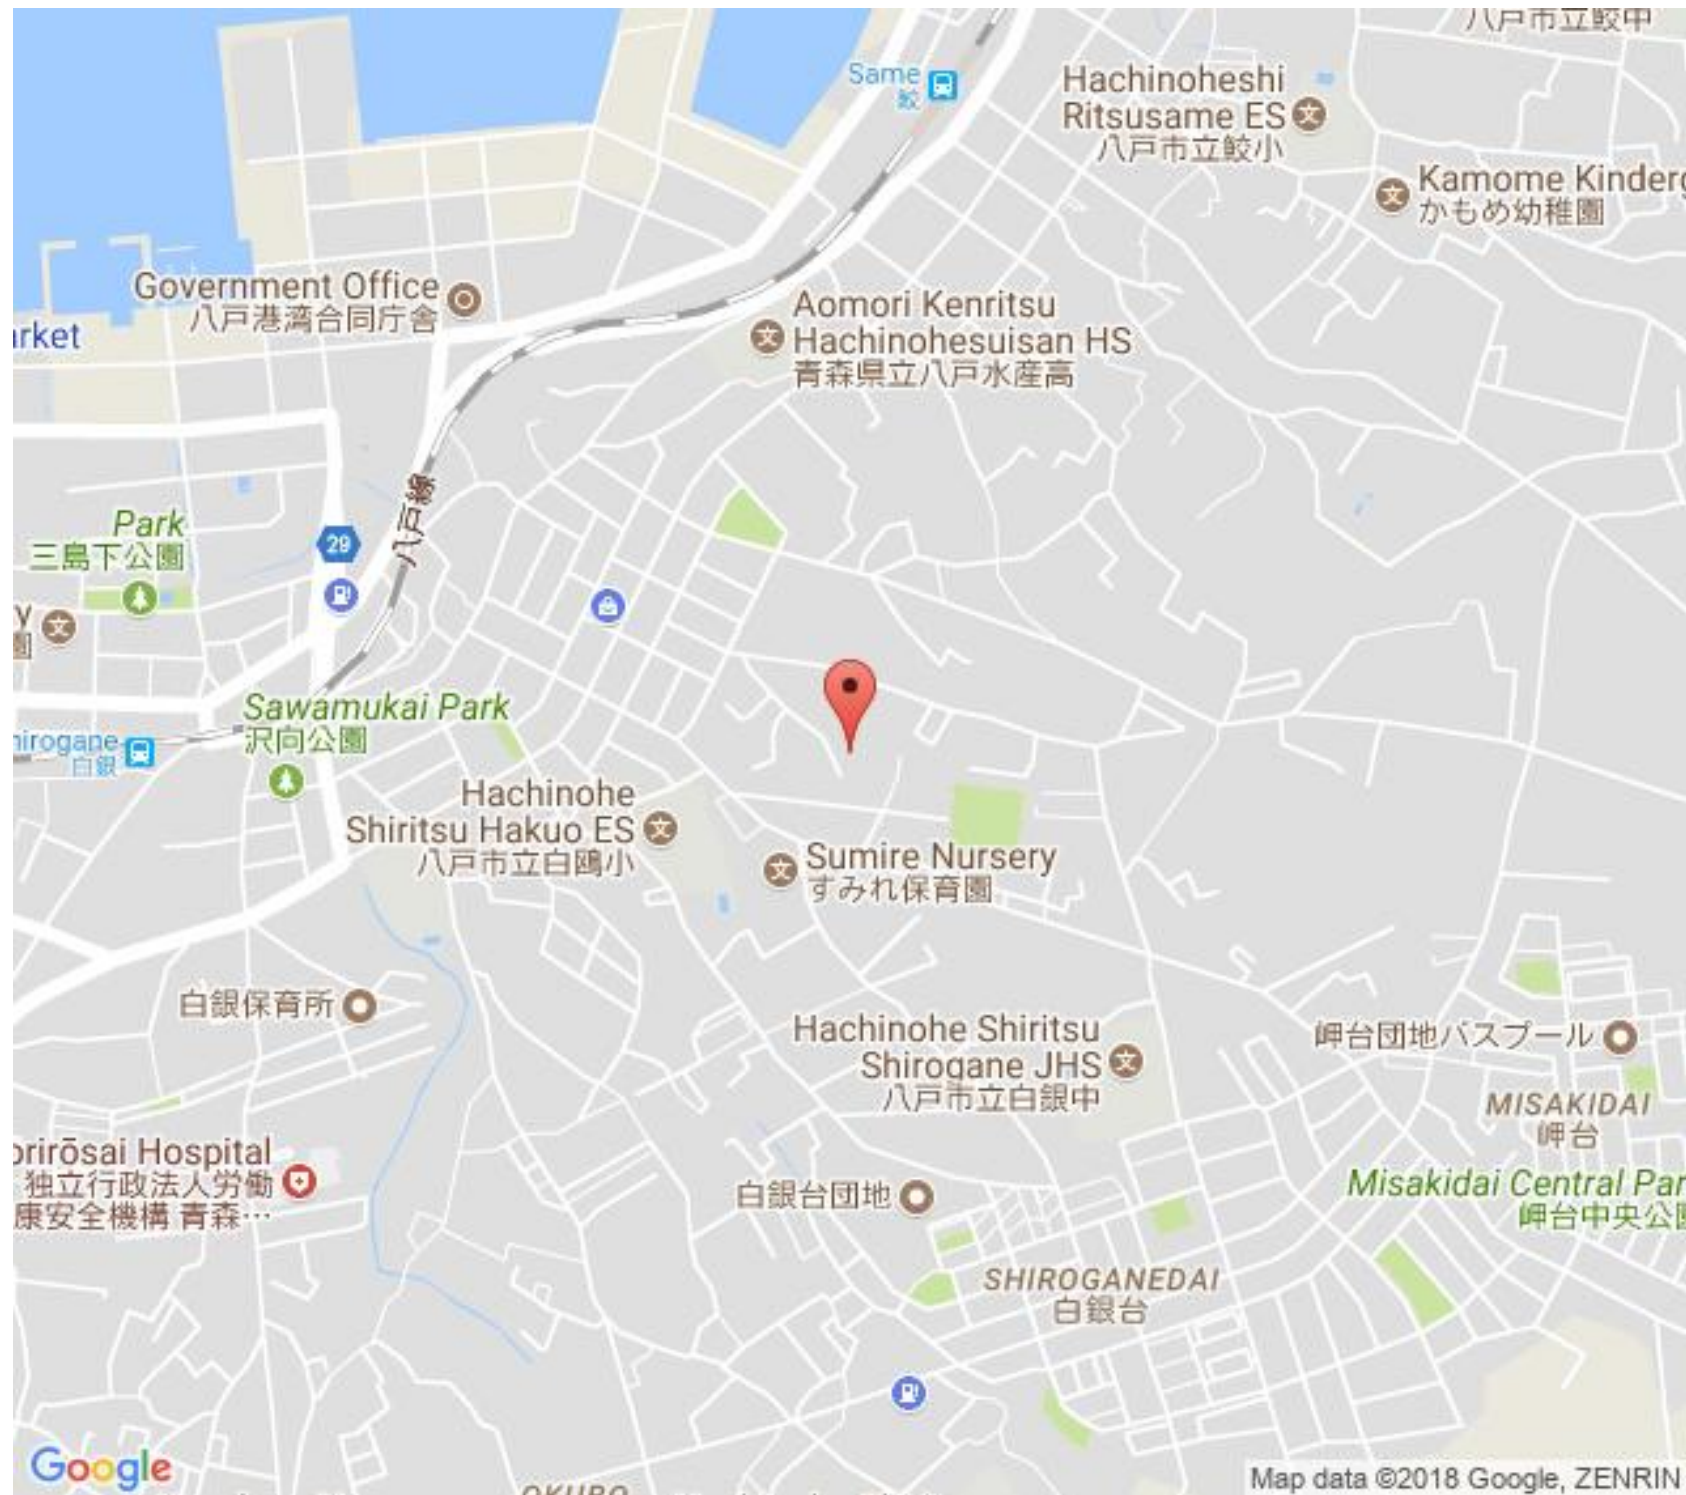 八戸市立鮫中
Same
鮫
Hachinoheshi
Ritsusame ES
八戸市立鮫小
Kamome Kinderg
かもめ幼稚園
Government Office
八戸港湾合同庁舎
arket
Aomori Kenritsu
Hachinohesuisan HS
青森県立八戸水産高
八戸線
Park
三島下公園
29
y
園
Sawamukai Park
沢向公園
hirogane
白銀
Hachinohe
Shiritsu Hakuo ES
八戸市立白鷗小
Sumire Nursery
すみれ保育園
白銀保育所
Hachinohe Shiritsu
Shirogane JHS
八戸市立白銀中
岬台団地バスプール
MISAKIDAI
岬台
orirōsai Hospital
独立行政法人労働
康安全機構 青森…
白銀台団地
Misakidai Central Par
岬台中央公園
SHIROGANEDAI
白銀台
Google
OKUBO
Map data ©2018 Google, ZENRIN